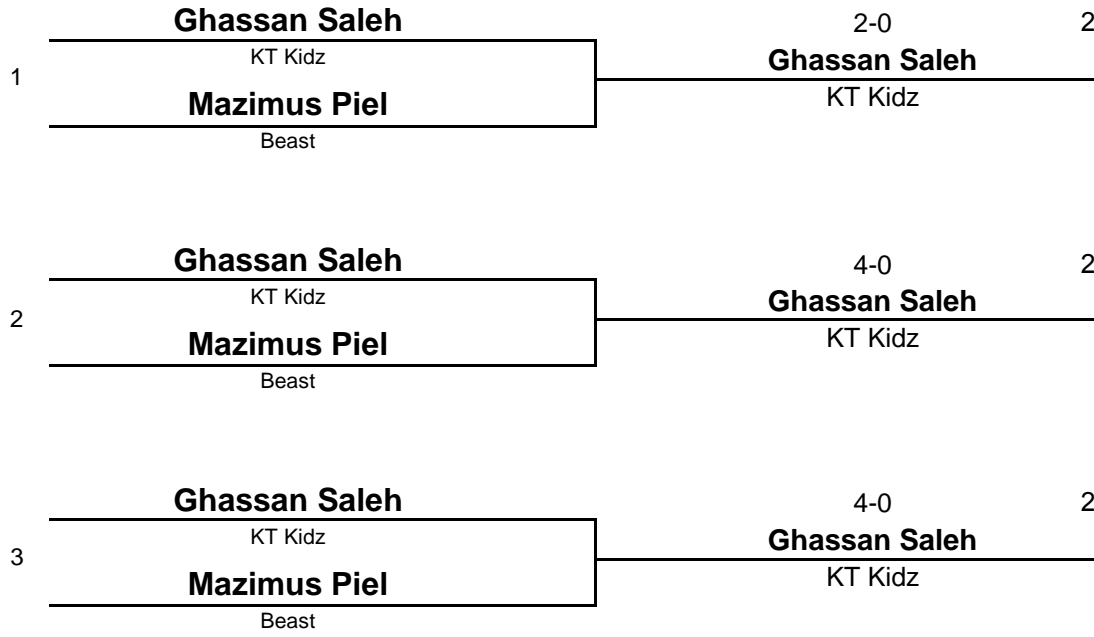 Ghassan Saleh
2-0 2
KT Kidz
Ghassan Saleh
1
Mazimus Piel
KT Kidz
Beast
Ghassan Saleh
4-0 2
KT Kidz
Ghassan Saleh
2
Mazimus Piel
KT Kidz
Beast
Ghassan Saleh
4-0 2
KT Kidz
Ghassan Saleh
3
Mazimus Piel
KT Kidz
Beast